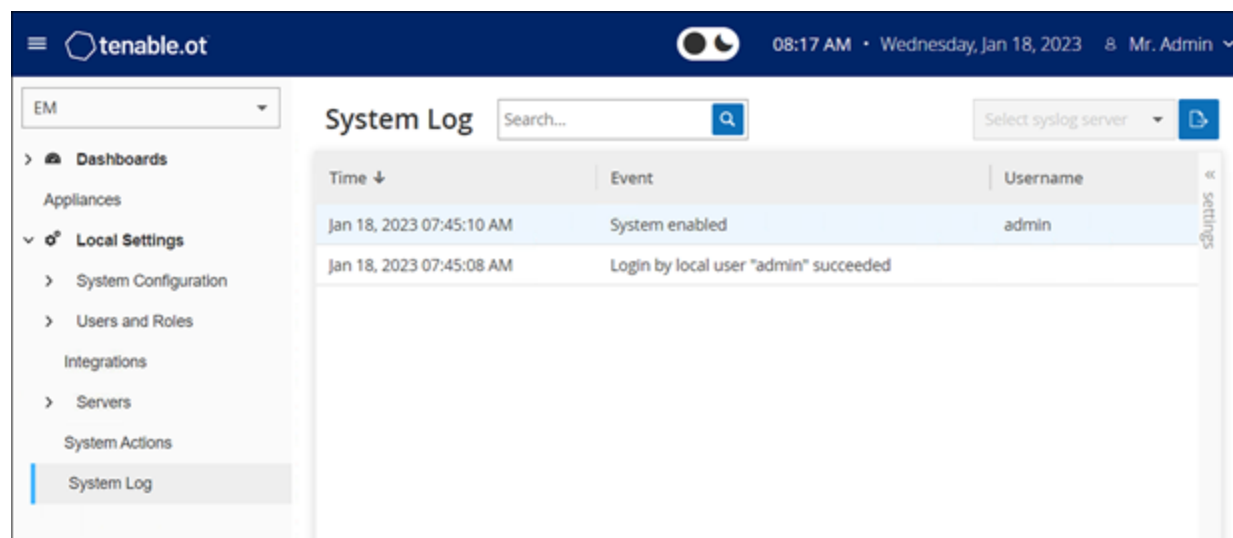 tenable.ot
08:17 AM • Wednesday, Jan 18, 2023 Mr. Admin
EM
System Log
Search...
Select syslog server
Dashboards
Appliances
Local Settings
System Configuration
Users and Roles
Integrations
Servers
System Actions
System Log
Time Event Username
Jan 18, 2023 07:45:10 AM System enabled admin
Jan 18, 2023 07:45:08 AM Login by local user "admin" succeeded
settings